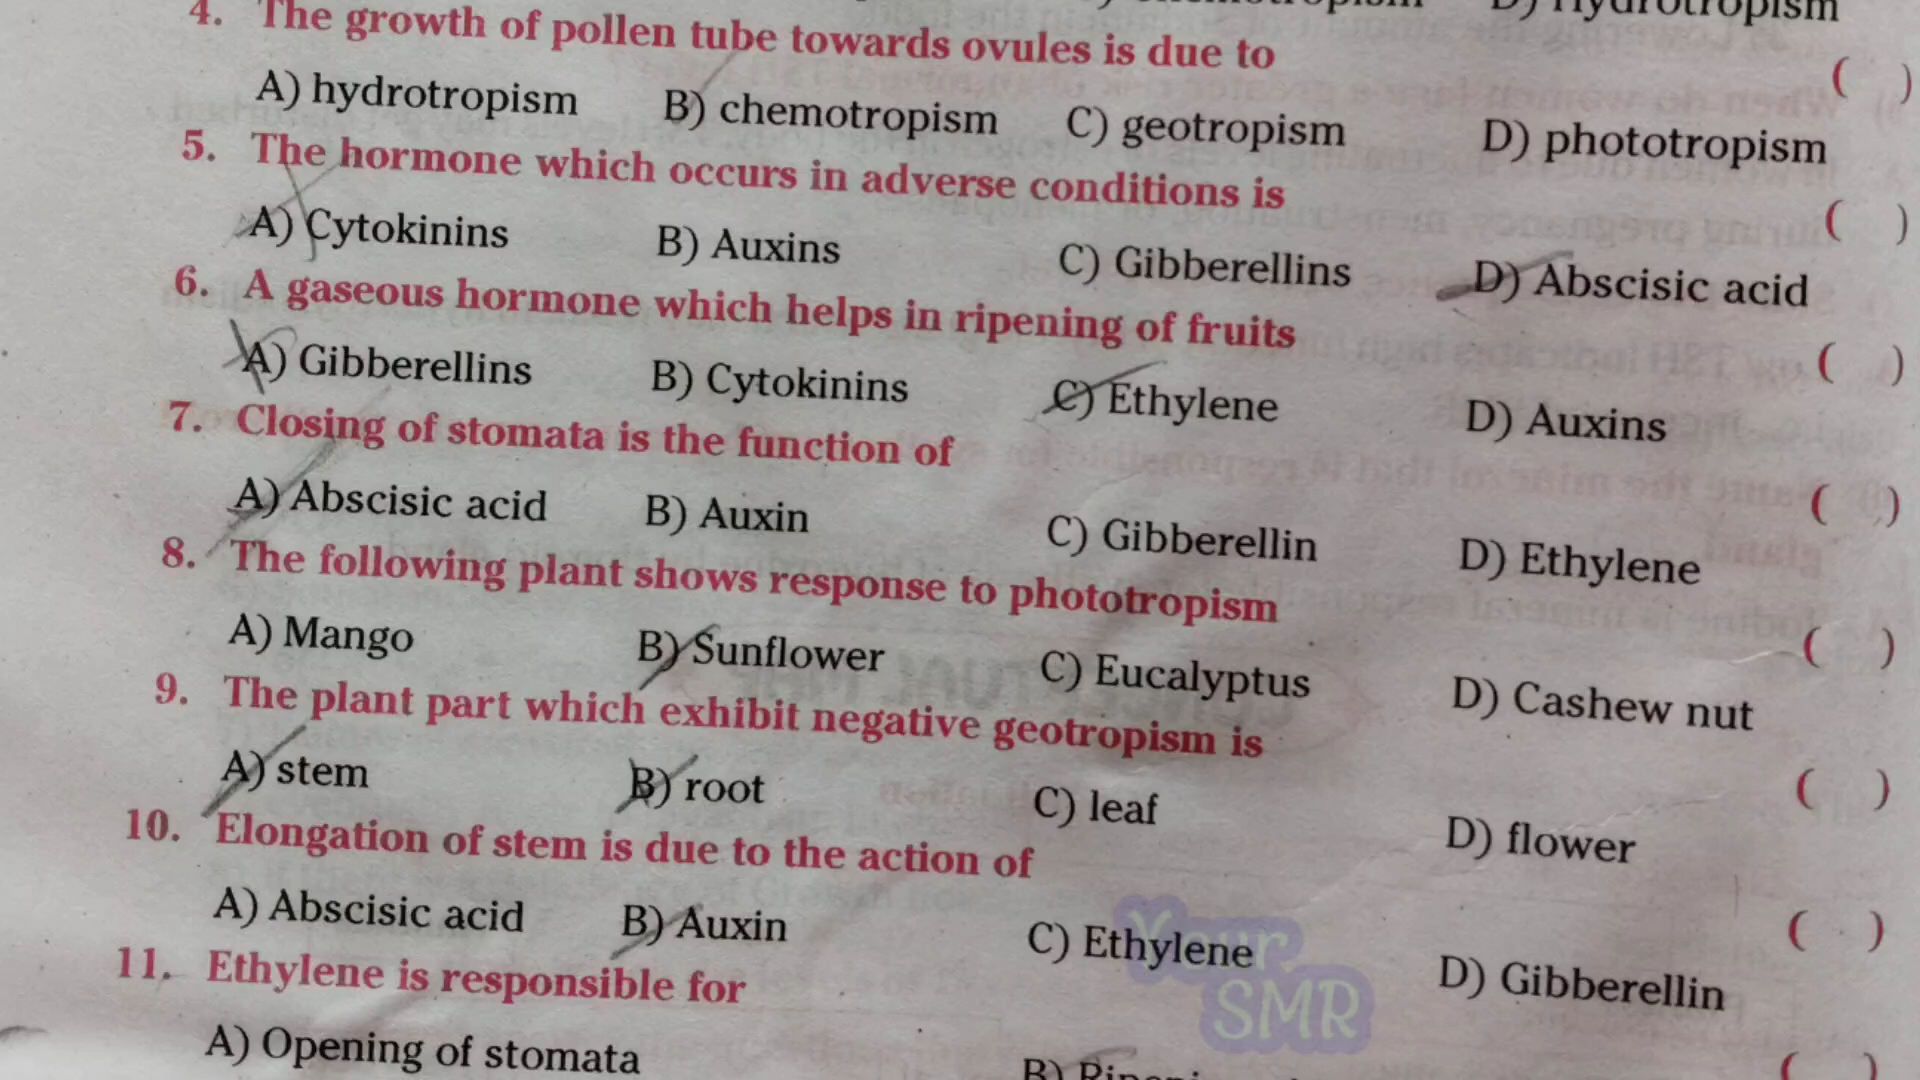 4. The growth of pollen tube towards ovules is due to ( )
A) hydrotropism B) chemotropism C) geotropism D) phototropism
5. The hormone which occurs in adverse conditions is ( )
A) Cytokinins B) Auxins C) Gibberellins D) Abscisic acid
6. A gaseous hormone which helps in ripening of fruits ( )
A) Gibberellins B) Cytokinins C) Ethylene D) Auxins
7. Closing of stomata is the function of ( )
A) Abscisic acid B) Auxin C) Gibberellin D) Ethylene
8. The following plant shows response to phototropism ( )
A) Mango B) Sunflower C) Eucalyptus D) Cashew nut
9. The plant part which exhibit negative geotropism is ( )
A) stem B) root C) leaf D) flower
10. Elongation of stem is due to the action of ( )
A) Abscisic acid B) Auxin C) Ethylene D) Gibberellin
11. Ethylene is responsible for ( )
A) Opening of stomata B)
Your
SMR